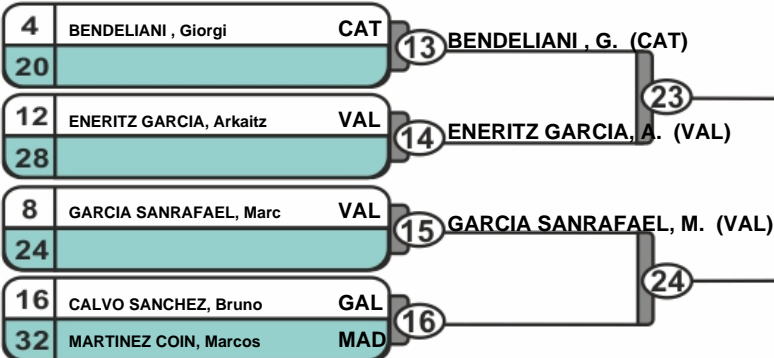 4 BENDELIANI , Giorgi CAT
20
13 BENDELIANI , G. (CAT)
23
12 ENERITZ GARCIA, Arkaitz VAL
28
14 ENERITZ GARCIA, A. (VAL)
8 GARCIA SANRAFAEL, Marc VAL
24
15 GARCIA SANRAFAEL, M. (VAL)
24
16 CALVO SANCHEZ, Bruno GAL
32 MARTINEZ COIN, Marcos MAD
16